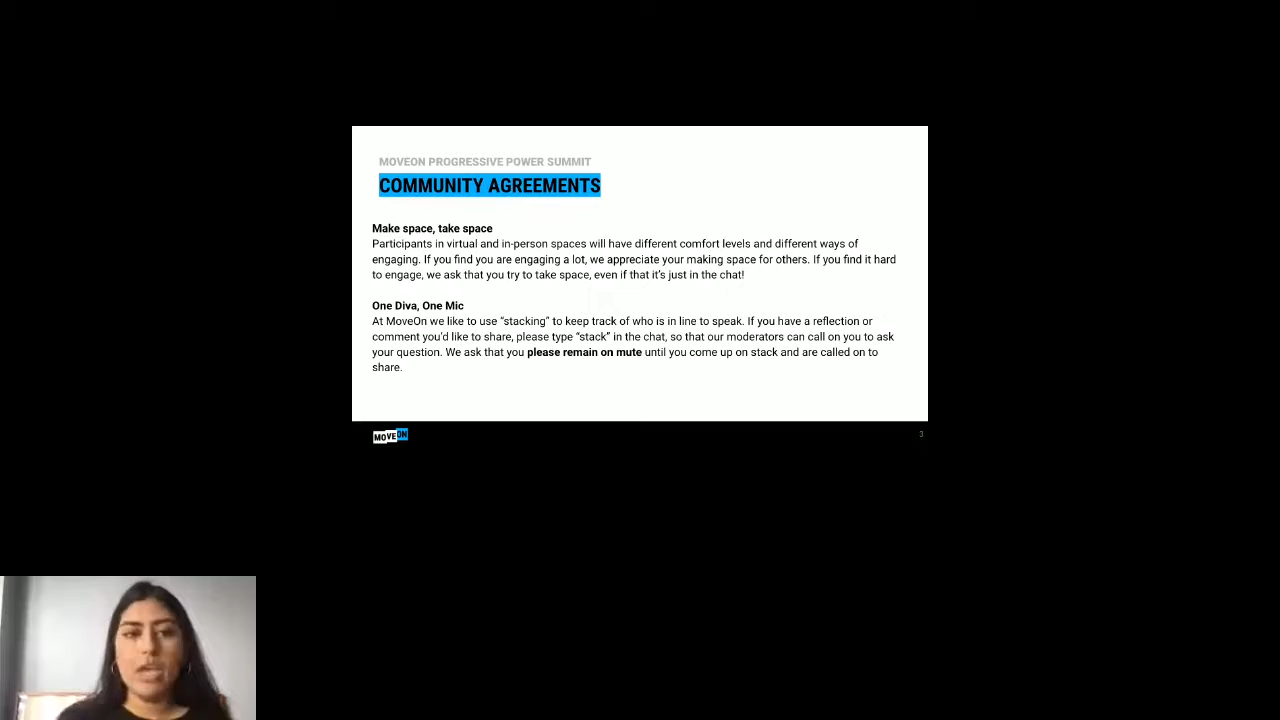 MOVEON PROGRESSIVE POWER SUMMIT
COMMUNITY AGREEMENTS
Make space, take space
Participants in virtual and in-person spaces will have different comfort levels and different ways of
engaging. If you find you are engaging a lot, we appreciate your making space for others. If you find it hard
to engage, we ask that you try to take space, even if that it's just in the chat!
One Diva, One Mic
At MoveOn we like to use “stacking” to keep track of who is in line to speak. If you have a reflection or
comment you'd like to share, please type “stack” in the chat, so that our moderators can call on you to ask
your question. We ask that you please remain on mute until you come up on stack and are called on to
share.
MOVEON
3